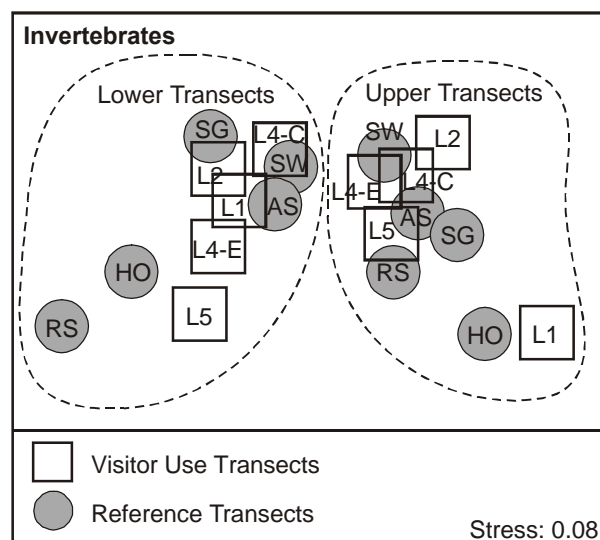 Invertebrates
Lower Transects
Upper Transects
SG
L4-C
SW
L2
L1
AS
L4-E
HO
RS
L5
SW
L2
L4-E
L4-C
AS
L5
SG
RS
HO
L1
Visitor Use Transects
Reference Transects
Stress: 0.08